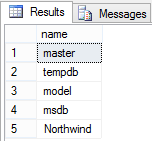 Results Messages
name
1 master
2 tempdb
3 model
4 msdb
5 Northwind